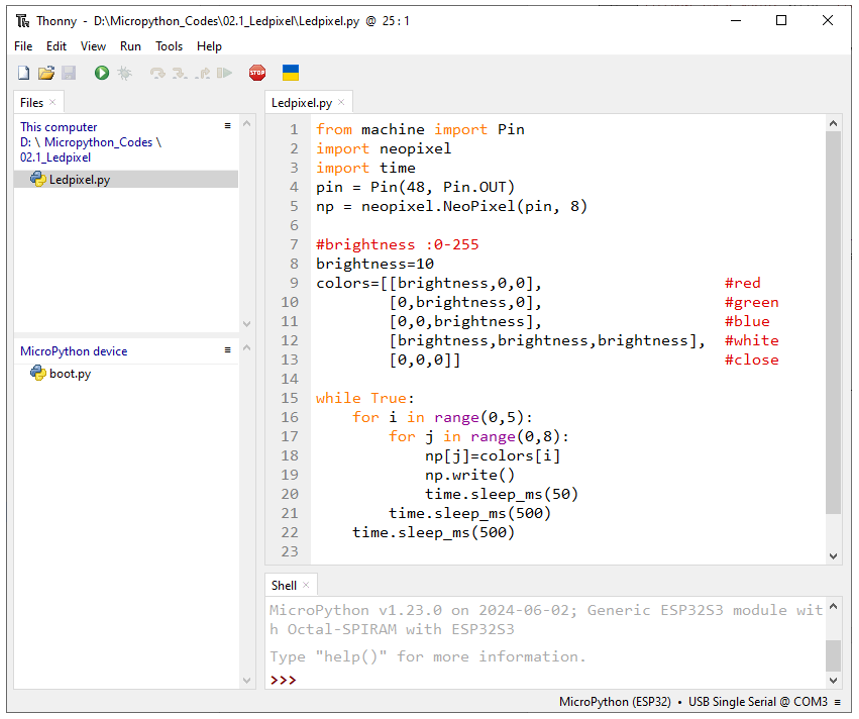 Thonny - D:\Micropython_Codes\02.1_Ledpixel\Ledpixel.py @ 25 : 1
File Edit View Run Tools Help
STOP
Files ×
This computer
D: \ Micropython_Codes \
02.1_Ledpixel
Ledpixel.py
MicroPython device
boot.py
Ledpixel.py ×
1 from machine import Pin
2 import neopixel
3 import time
4 pin = Pin(48, Pin.OUT)
5 np = neopixel.NeoPixel(pin, 8)
6
7 #brightness :0-255
8 brightness=10
9 colors=[[brightness,0,0], #red
10 [0,brightness,0], #green
11 [0,0,brightness], #blue
12 [brightness,brightness,brightness], #white
13 [0,0,0]] #close
14
15 while True:
16 for i in range(0,5):
17 for j in range(0,8):
18 np[j]=colors[i]
19 np.write()
20 time.sleep_ms(50)
21 time.sleep_ms(500)
22 time.sleep_ms(500)
23
Shell ×
MicroPython v1.23.0 on 2024-06-02; Generic ESP32S3 module wit
h Octal-SPIRAM with ESP32S3
Type "help()" for more information.
>>>
MicroPython (ESP32) • USB Single Serial @ COM3 ≡